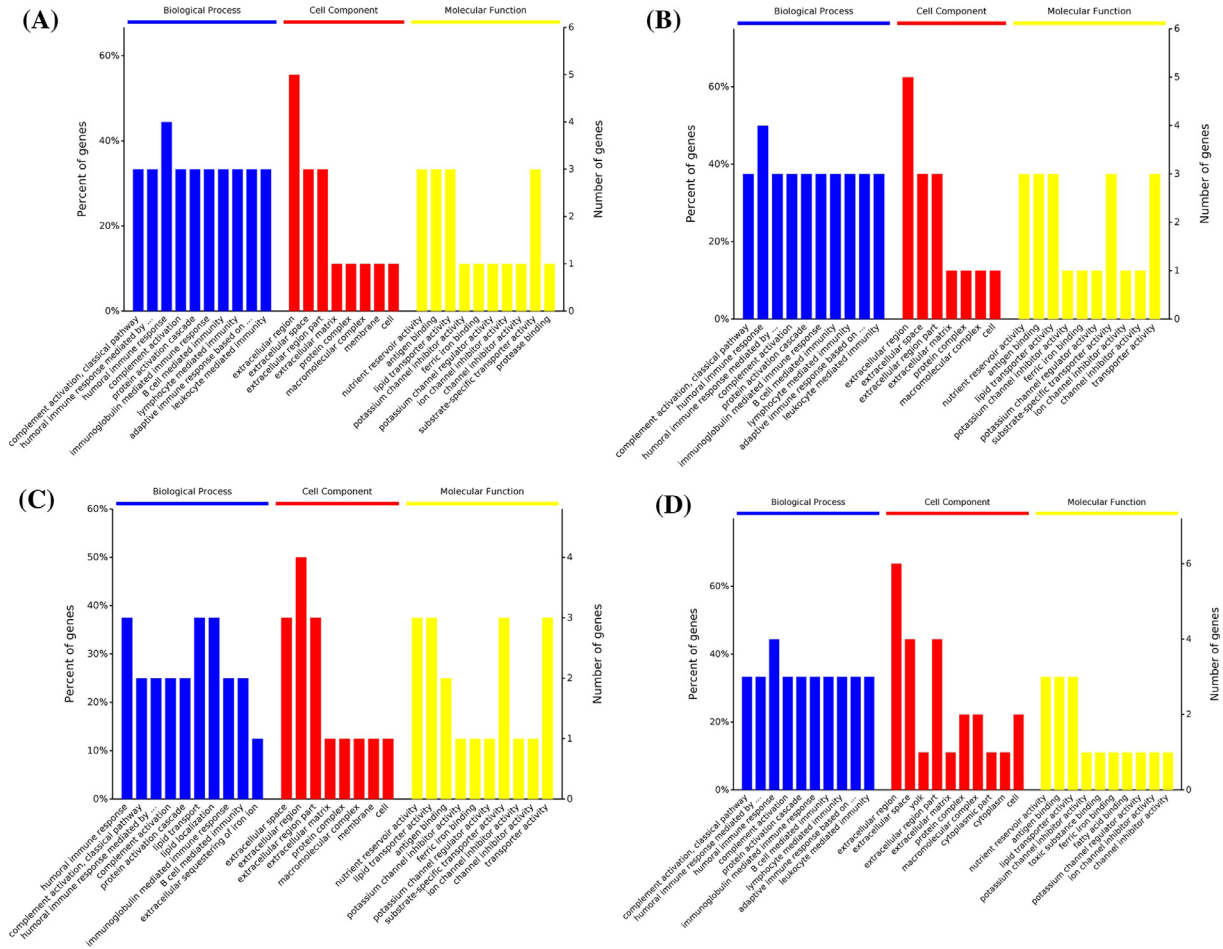 (A)
Biological Process
Cell Component
Molecular Function
60%
40%
20%
0%
Percent of genes
6
5
4
3
2
1
0
Number of genes
complement activation, classical pathway
humoral immune response mediated by ...
humoral immune response
complement activation
protein activation cascade
immunoglobulin mediated immune response
B cell mediated immunity
lymphocyte mediated immunity
adaptive immune response based on ...
leukocyte mediated immunity
extracellular region
extracellular space
extracellular region part
extracellular matrix
protein complex
macromolecular complex
membrane
cell
nutrient reservoir activity
antigen binding
lipid transporter activity
potassium channel inhibitor activity
ferric iron binding
potassium channel regulator activity
ion channel inhibitor activity
channel inhibitor activity
substrate-specific transporter activity
protease binding
(B)
Biological Process
Cell Component
Molecular Function
60%
40%
20%
0%
Percent of genes
6
5
4
3
2
1
0
Number of genes
complement activation, classical pathway
humoral immune response
humoral immune response mediated by ...
complement activation
protein activation cascade
immunoglobulin mediated immune response
B cell mediated immunity
lymphocyte mediated immunity
adaptive immune response based on ...
leukocyte mediated immunity
extracellular region
extracellular space
extracellular region part
extracellular matrix
protein complex
macromolecular complex
cell
nutrient reservoir activity
antigen binding
lipid transporter activity
potassium channel inhibitor activity
ferric iron binding
potassium channel regulator activity
substrate-specific transporter activity
ion channel inhibitor activity
channel inhibitor activity
transporter activity
(C)
Biological Process
Cell Component
Molecular Function
60%
50%
40%
30%
20%
10%
0%
Percent of genes
4
3
2
1
0
Number of genes
humoral immune response
complement activation, classical pathway
humoral immune response mediated by ...
complement activation
protein activation cascade
lipid transport
lipid localization
immunoglobulin mediated immune response
B cell mediated immunity
extracellular sequestering of iron ion
extracellular space
extracellular region
extracellular region part
extracellular matrix
protein complex
macromolecular complex
membrane
cell
nutrient reservoir activity
lipid transporter activity
antigen binding
potassium channel inhibitor activity
ferric iron binding
potassium channel regulator activity
substrate-specific transporter activity
ion channel inhibitor activity
channel inhibitor activity
transporter activity
(D)
Biological Process
Cell Component
Molecular Function
60%
40%
20%
0%
Percent of genes
6
4
2
0
Number of genes
complement activation, classical pathway
humoral immune response mediated by ...
humoral immune response
complement activation
protein activation cascade
immunoglobulin mediated immune response
B cell mediated immunity
lymphocyte mediated immunity
adaptive immune response based on ...
leukocyte mediated immunity
extracellular region
extracellular space
yolk
extracellular region part
extracellular matrix
protein complex
macromolecular complex
cytoplasmic part
cytoplasm
cell
nutrient reservoir activity
antigen binding
lipid transporter activity
potassium channel inhibitor activity
toxic substance binding
ferric iron binding
fatty acid binding
potassium channel regulator activity
ion channel inhibitor activity
channel inhibitor activity